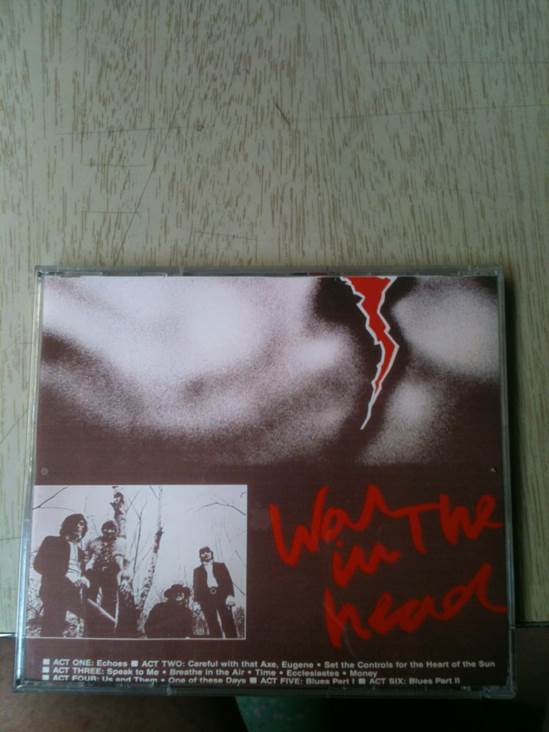 War The
in
head
■ ACT ONE: Echoes ■ ACT TWO: Careful with that Axe, Eugene • Set the Controls for the Heart of the Sun
■ ACT THREE: Speak to Me • Breathe in the Air • Time • Ecclesiastes • Money
■ ACT FOUR: Us and Them • One of these Days ■ ACT FIVE: Blues Part I ■ ACT SIX: Blues Part II